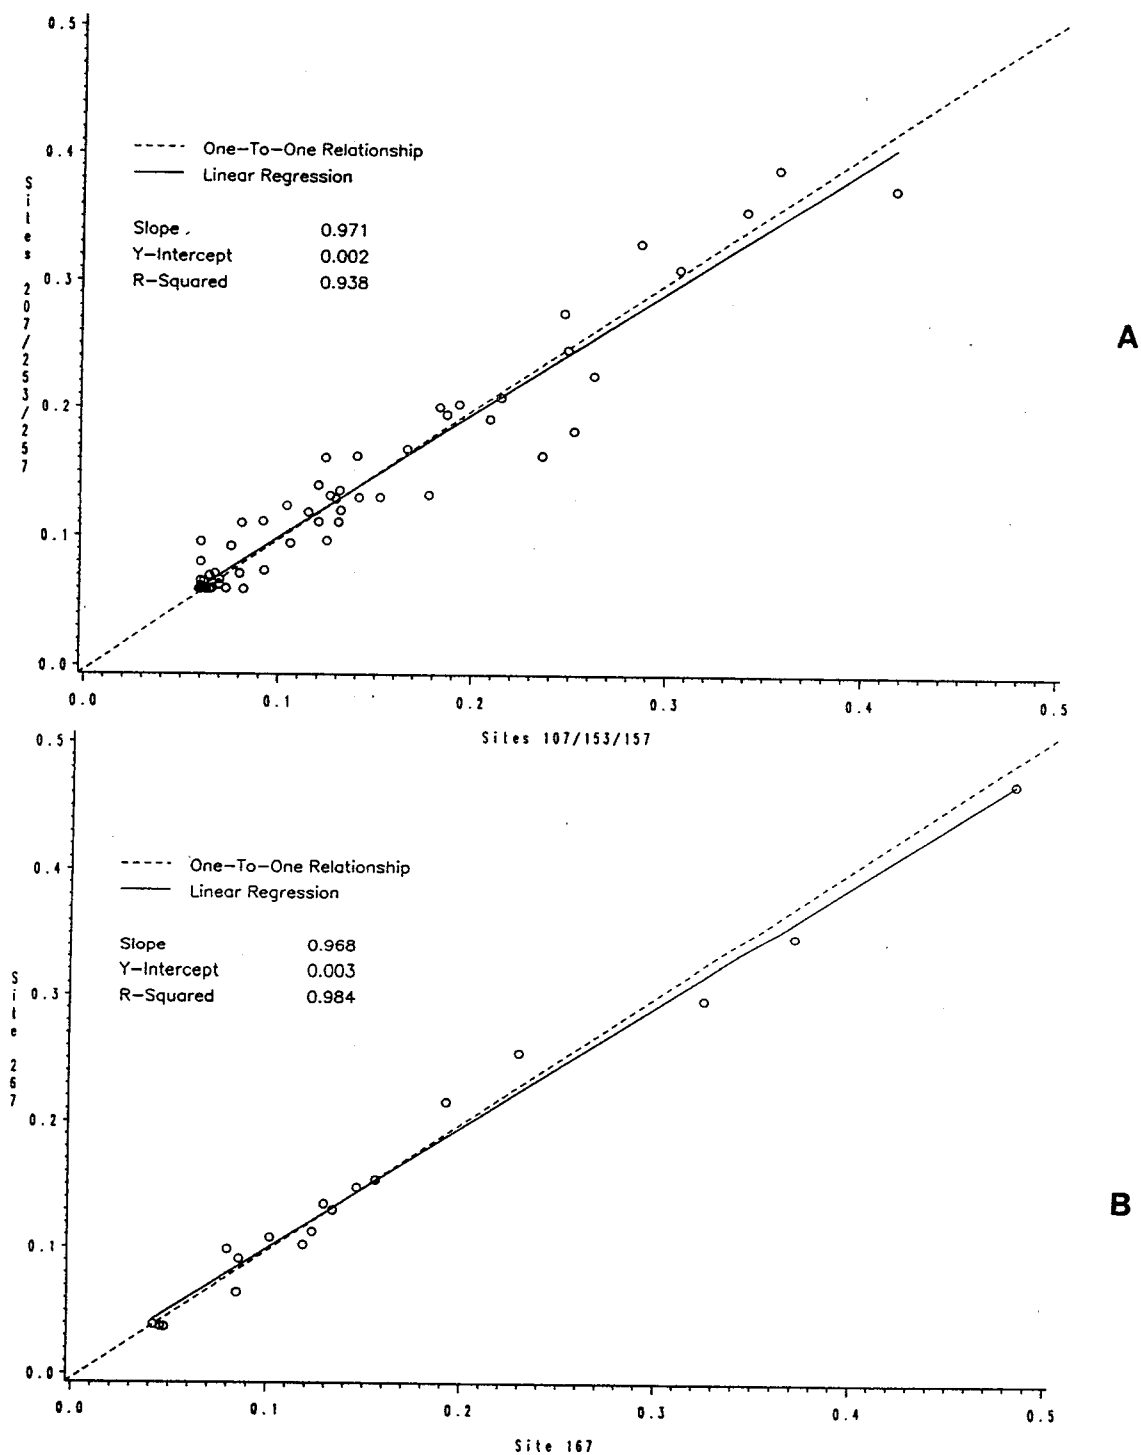 0.5
0.4
0.3
0.2
0.1
0.0
Sites 207/253/257
One-To-One Relationship
Linear Regression
Slope 0.971
Y-Intercept 0.002
R-Squared 0.938
A
0.0 0.1 0.2 0.3 0.4 0.5
Sites 107/153/157
0.5
0.4
0.3
0.2
0.1
0.0
Site 267
One-To-One Relationship
Linear Regression
Slope 0.968
Y-Intercept 0.003
R-Squared 0.984
B
0.0 0.1 0.2 0.3 0.4 0.5
Site 167